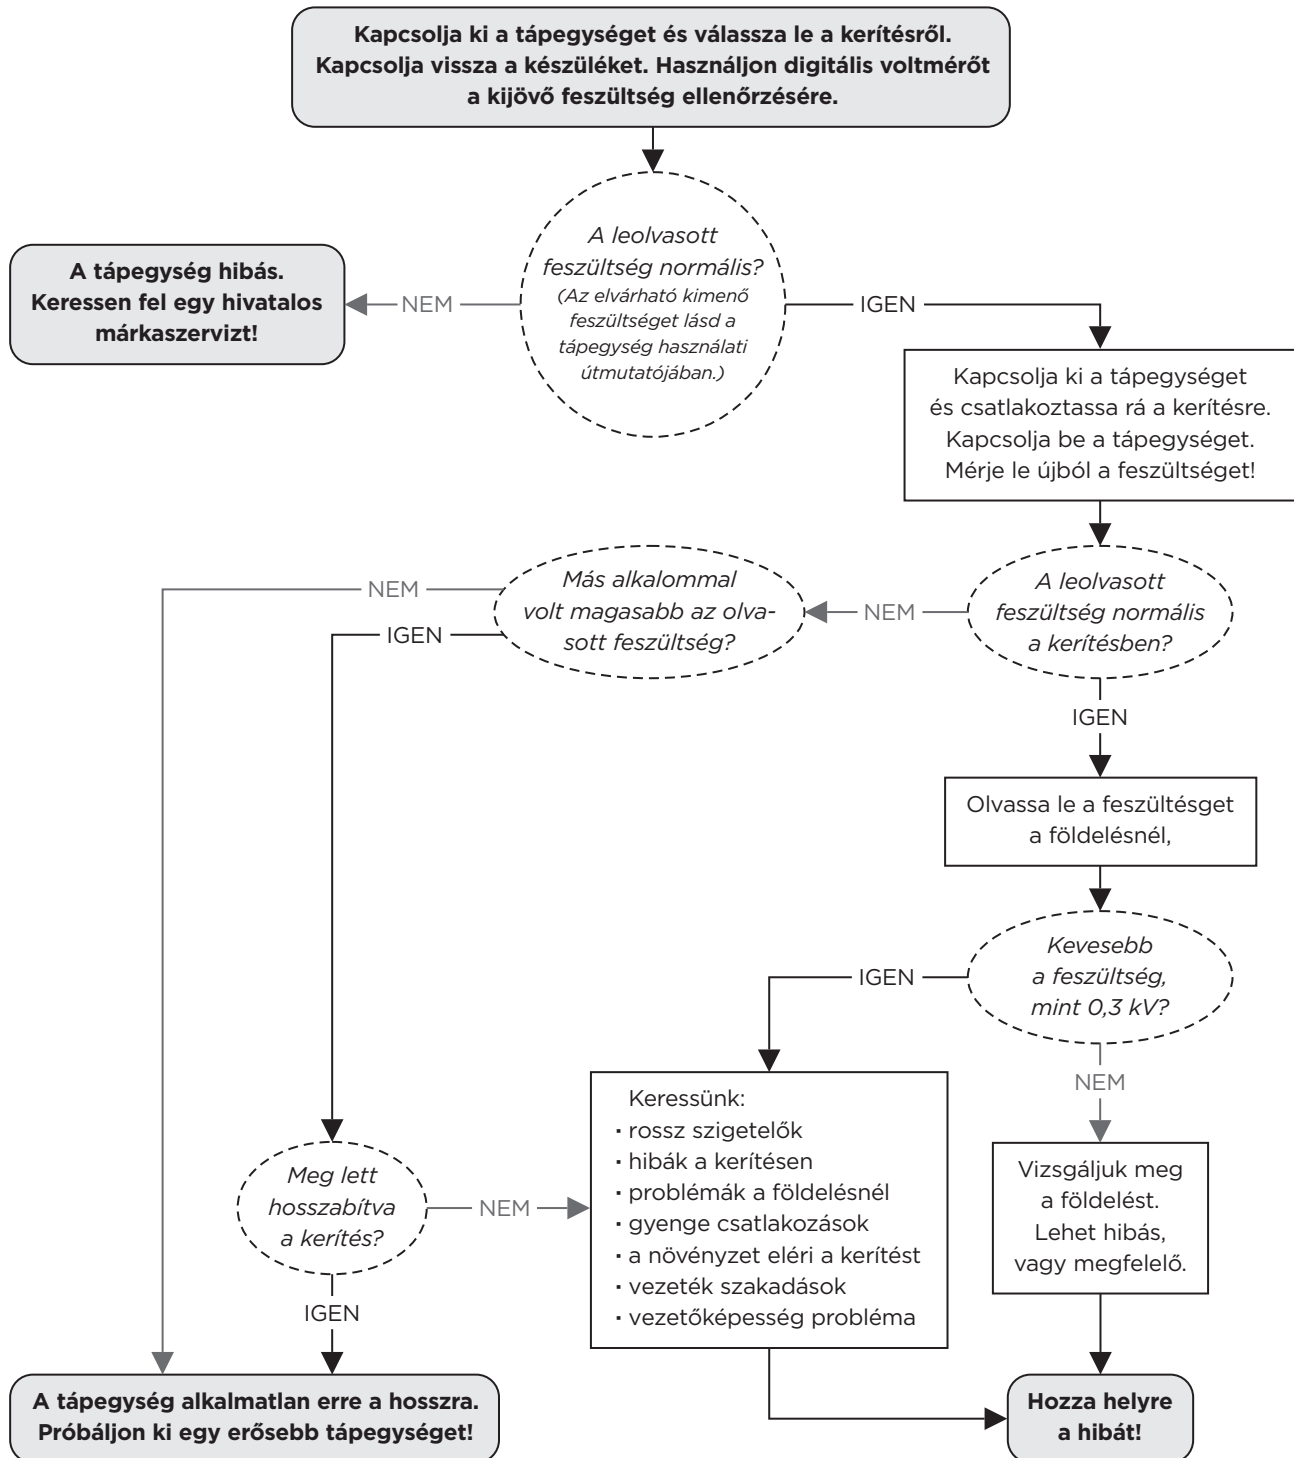 Kapcsolja ki a tápegységet és válassza le a kerítésről.
Kapcsolja vissza a készüléket. Használjon digitális voltmérőt
a kijövő feszültség ellenőrzésére.
A leolvasott
feszültség normális?
(Az elvárható kimenő
feszültséget lásd a
tápegység használati
útmutatójában.)
NEM
A tápegység hibás.
Keressen fel egy hivatalos
márkaszervizt!
IGEN
Kapcsolja ki a tápegységet
és csatlakoztassa rá a kerítésre.
Kapcsolja be a tápegységet.
Mérje le újból a feszültséget!
A leolvasott
feszültség normális
a kerítésben?
NEM
Más alkalommal
volt magasabb az olva-
sott feszültség?
NEM
IGEN
IGEN
Olvassa le a feszültésget
a földelésnél,
Kevesebb
a feszültség,
mint 0,3 kV?
IGEN
NEM
Keressünk:
· rossz szigetelők
· hibák a kerítésen
· problémák a földelésnél
· gyenge csatlakozások
· a növényzet eléri a kerítést
· vezeték szakadások
· vezetőképesség probléma
Vizsgáljuk meg
a földelést.
Lehet hibás,
vagy megfelelő.
Meg lett
hosszabítva
a kerítés?
NEM
IGEN
A tápegység alkalmatlan erre a hosszra.
Próbáljon ki egy erősebb tápegységet!
Hozza helyre
a hibát!